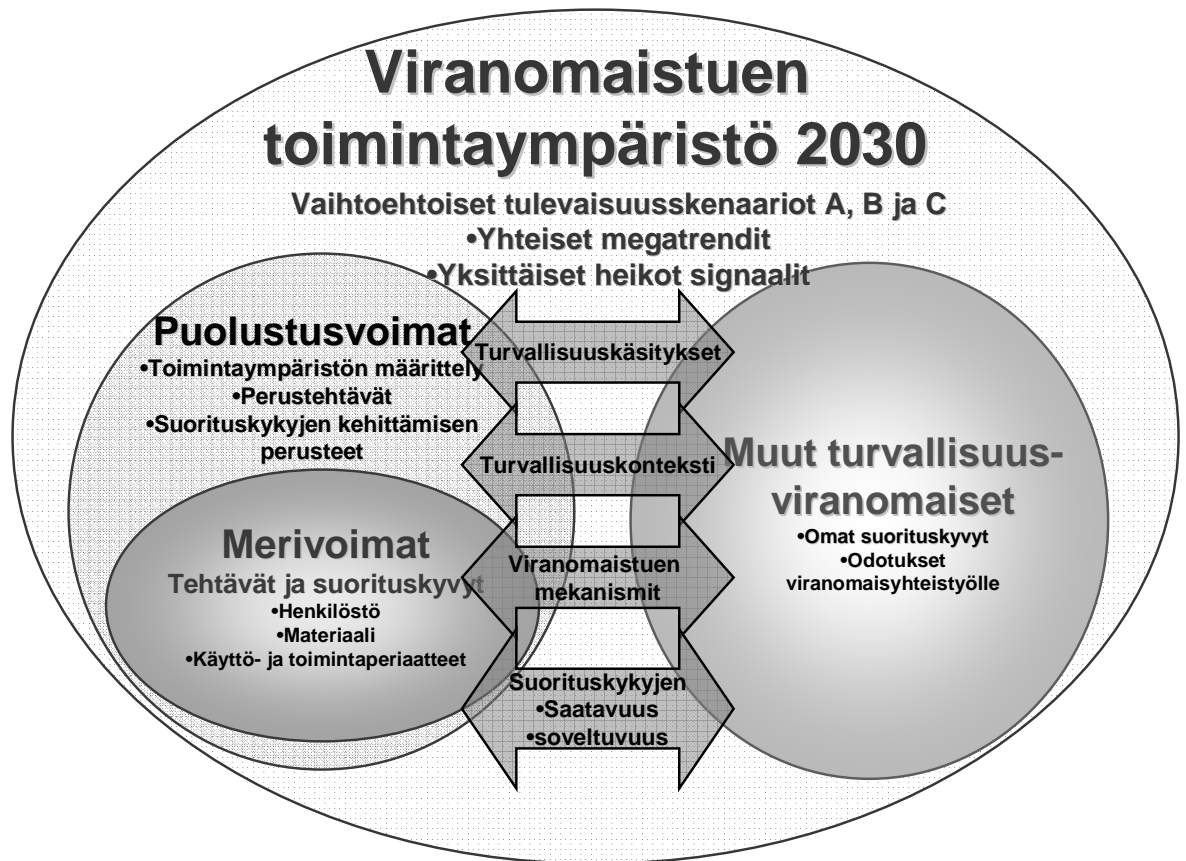 Viranomaistuen
toimintaympäristö 2030
Vaihtoehtoiset tulevaisuusskenaariot A, B ja C
•Yhteiset megatrendit
•Yksittäiset heikot signaalit
Puolustusvoimat
•Toimintaympäristön määrittely
•Perustehtävät
•Suorituskykyjen kehittämisen
perusteet
Merivoimat
Tehtävät ja suorituskyvyt
•Henkilöstö
•Materiaali
•Käyttö- ja toimintaperiaatteet
Turvallisuuskäsitykset
Turvallisuuskonteksti
Viranomaistuen
mekanismit
Suorituskykyjen
•Saatavuus
•soveltuvuus
Muut turvallisuus-
viranomaiset
•Omat suorituskyvyt
•Odotukset
viranomaisyhteistyölle